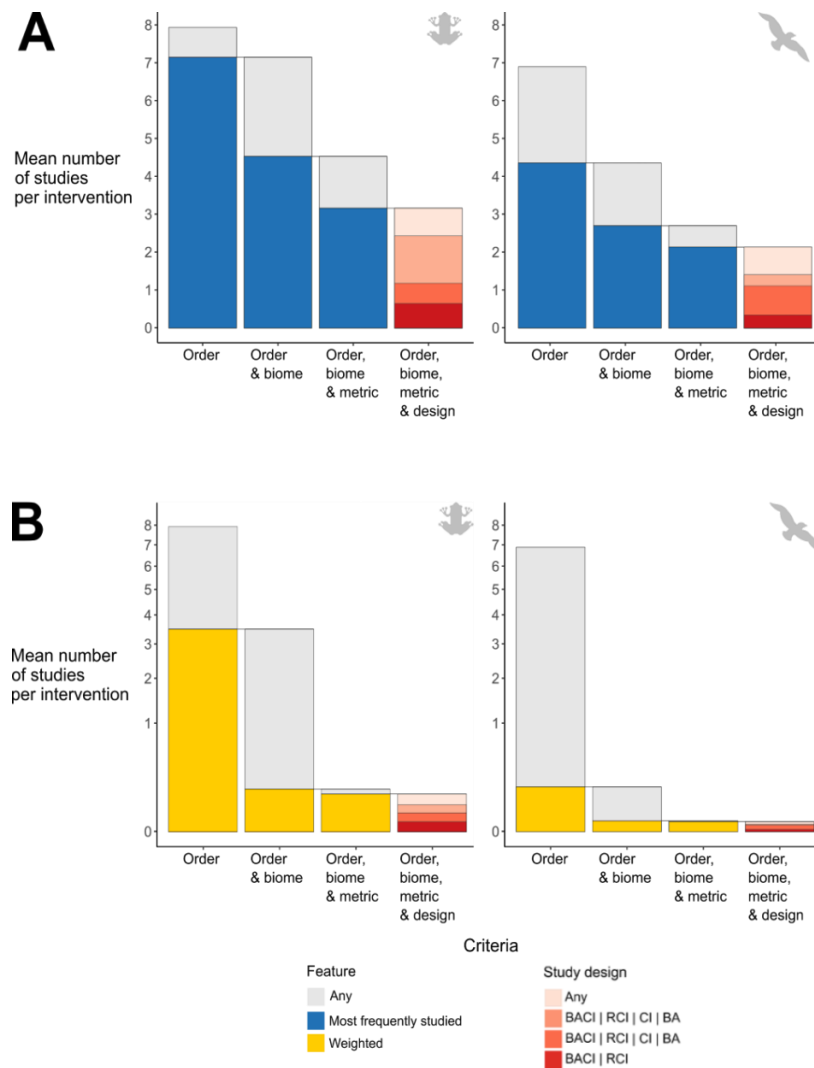 A
8
7
6
5
4
3
2
1
0
Mean number
of studies
per intervention
Order
Order
& biome
Order,
biome
& metric
Order,
biome,
metric
& design
8
7
6
5
4
3
2
1
0
Order
Order
& biome
Order,
biome
& metric
Order,
biome,
metric
& design
B
8
7
6
5
4
3
2
1
0
Mean number
of studies
per intervention
Order
Order
& biome
Order,
biome
& metric
Order,
biome,
metric
& design
8
7
6
5
4
3
2
1
0
Order
Order
& biome
Order,
biome
& metric
Order,
biome,
metric
& design
Criteria
Feature
Any
Most frequently studied
Weighted
Study design
Any
BACI | RCI | CI | BA
BACI | RCI | CI | BA
BACI | RCI